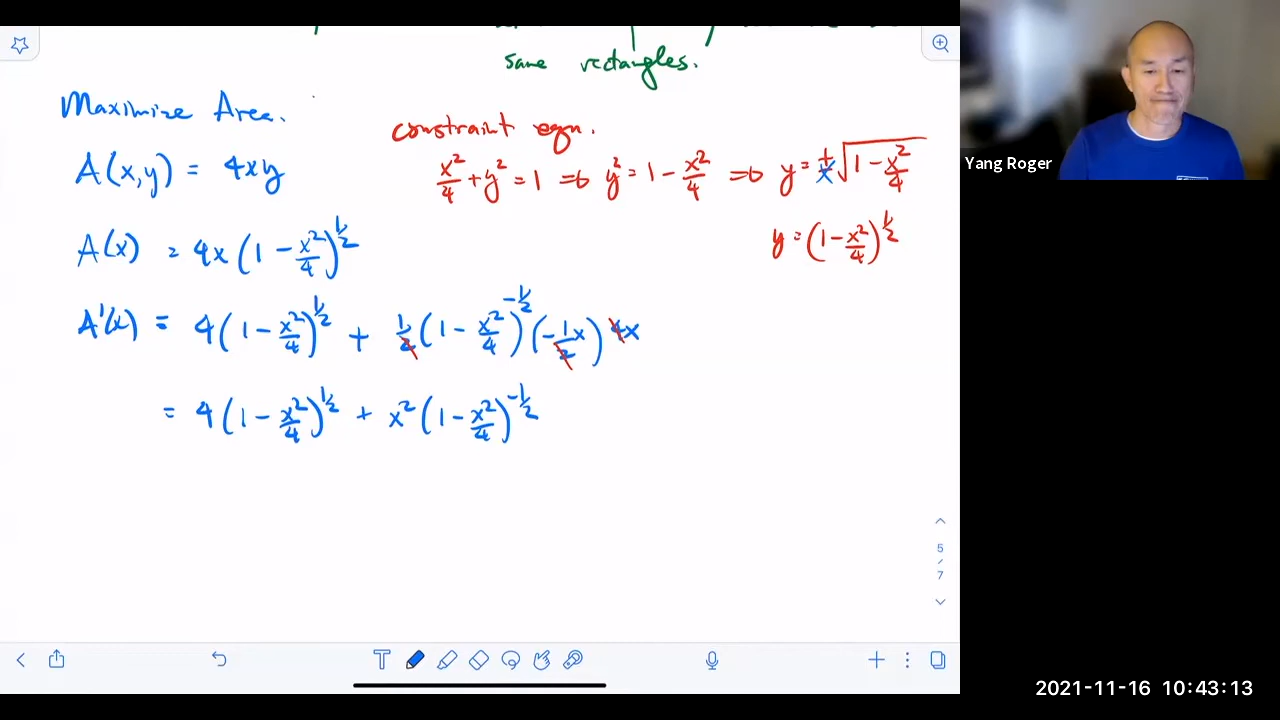 same rectangles.
Maximize Area.
constraint eqn.
A(x,y) = 4xy
x²/4 + y² = 1 => y² = 1 - x²/4 => y = ±√(1 - x²/4)
y = (1 - x²/4)^(1/2)
A(x) = 4x(1 - x²/4)^(1/2)
A'(x) = 4(1 - x²/4)^(1/2) + 1/2(1 - x²/4)^(-1/2)(-1/2x)4x
= 4(1 - x²/4)^(1/2) + x²(1 - x²/4)^(-1/2)
5
/
7
T
Yang Roger
2021-11-16 10:43:13